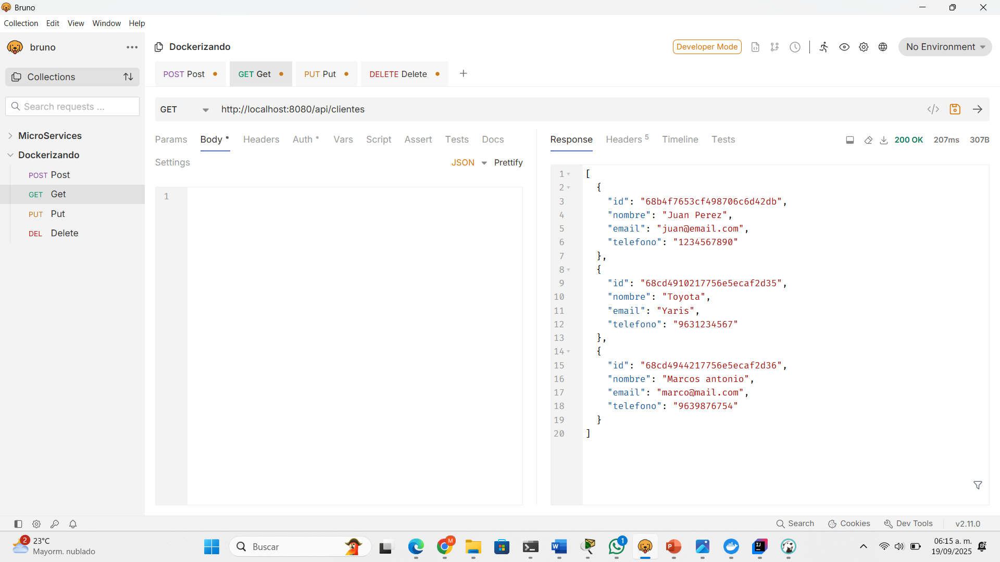 Bruno
Collection Edit View Window Help
bruno
Dockerizando
Developer Mode
No Environment
Collections
POST Post
GET Get
PUT Put
DELETE Delete
Search requests ...
GET http://localhost:8080/api/clientes
MicroServices
Dockerizando
POST Post
GET Get
PUT Put
DEL Delete
Params Body Headers Auth Vars Script Assert Tests Docs
Settings
JSON Prettify
1
Response Headers 5 Timeline Tests
200 OK 207ms 307B
1 [
2 {
3 "id": "68b4f7653cf498706c6d42db",
4 "nombre": "Juan Perez",
5 "email": "juan@email.com",
6 "telefono": "1234567890"
7 },
8 {
9 "id": "68cd4910217756e5ecaf2d35",
10 "nombre": "Toyota",
11 "email": "Yaris",
12 "telefono": "9631234567"
13 },
14 {
15 "id": "68cd4944217756e5ecaf2d36",
16 "nombre": "Marcos antonio",
17 "email": "marco@mail.com",
18 "telefono": "9639876754"
19 }
20 ]
Search Cookies Dev Tools v2.11.0
2
23°C
Mayorm. nublado
Buscar
M
W
1
P
IJ
06:15 a. m.
19/09/2025